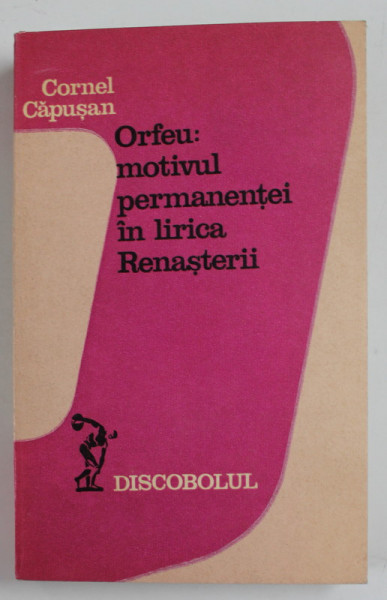 Cornel
Căpușan
Orfeu:
motivul
permanenței
în lirica
Renașterii
DISCOBOLUL